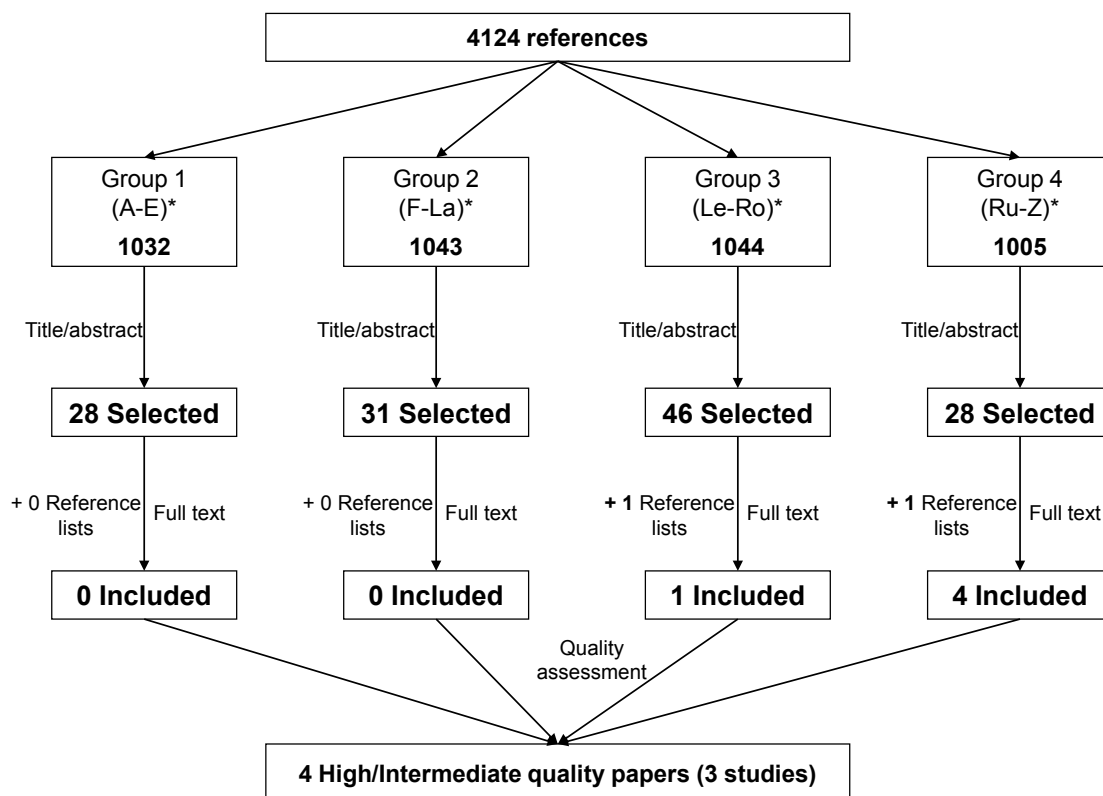 4124 references
Group 1
(A-E)*
1032
Group 2
(F-La)*
1043
Group 3
(Le-Ro)*
1044
Group 4
(Ru-Z)*
1005
Title/abstract
Title/abstract
Title/abstract
Title/abstract
28 Selected
31 Selected
46 Selected
28 Selected
+ 0 Reference
lists
Full text
+ 0 Reference
lists
Full text
+ 1 Reference
lists
Full text
+ 1 Reference
lists
Full text
0 Included
0 Included
1 Included
4 Included
Quality
assessment
4 High/Intermediate quality papers (3 studies)